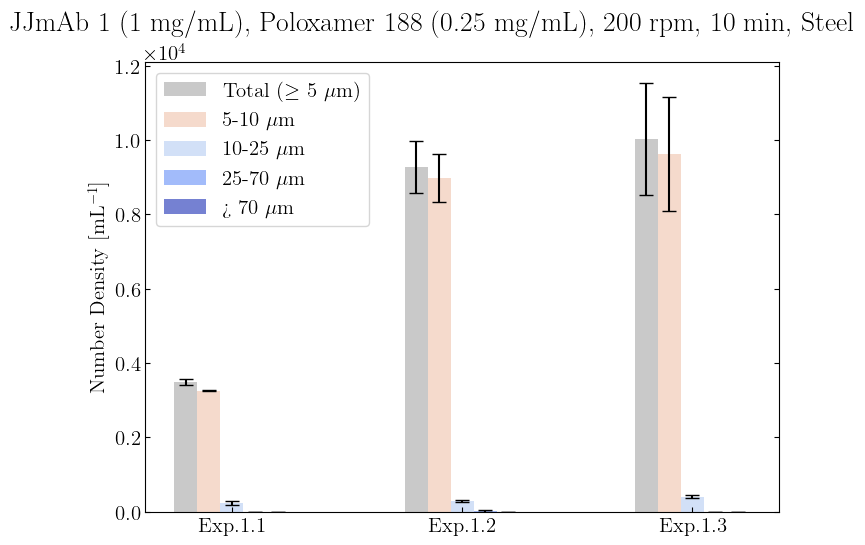 JJmAb 1 (1 mg/mL), Poloxamer 188 (0.25 mg/mL), 200 rpm, 10 min, Steel
×10⁴
1.2
1.0
0.8
0.6
0.4
0.2
0.0
Number Density [mL⁻¹]
Total (≥ 5 μm)
5-10 μm
10-25 μm
25-70 μm
¿ 70 μm
Exp.1.1
Exp.1.2
Exp.1.3